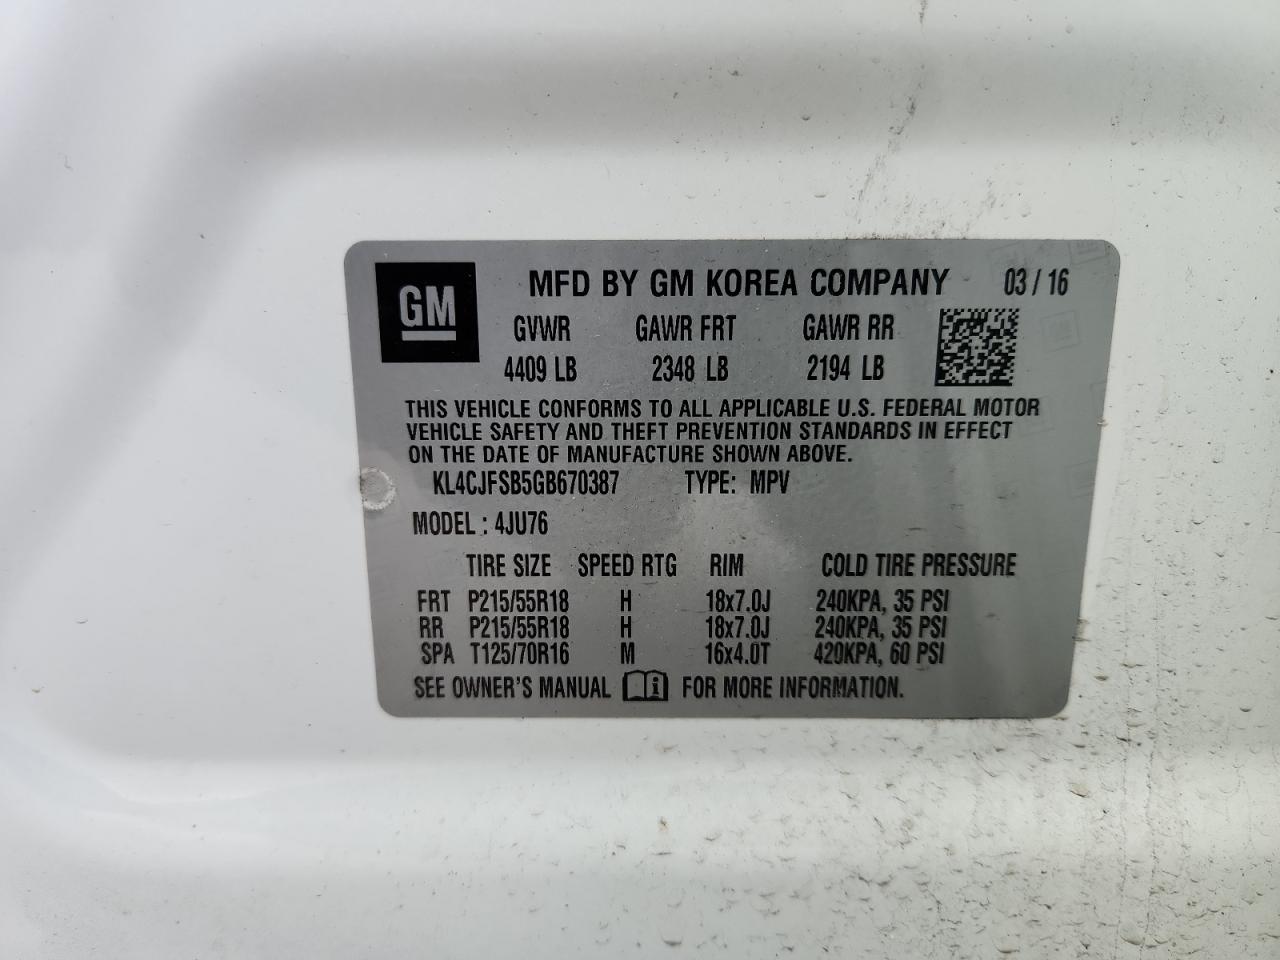 GM MFD BY GM KOREA COMPANY 03/16
GVWR GAWR FRT GAWR RR
4409 LB 2348 LB 2194 LB
THIS VEHICLE CONFORMS TO ALL APPLICABLE U.S. FEDERAL MOTOR
VEHICLE SAFETY AND THEFT PREVENTION STANDARDS IN EFFECT
ON THE DATE OF MANUFACTURE SHOWN ABOVE.
KL4CJFSB5GB670387 TYPE: MPV
MODEL : 4JU76
TIRE SIZE SPEED RTG RIM COLD TIRE PRESSURE
FRT P215/55R18 H 18x7.0J 240KPA, 35 PSI
RR P215/55R18 H 18x7.0J 240KPA, 35 PSI
SPA T125/70R16 M 16x4.0T 420KPA, 60 PSI
SEE OWNER'S MANUAL i FOR MORE INFORMATION.